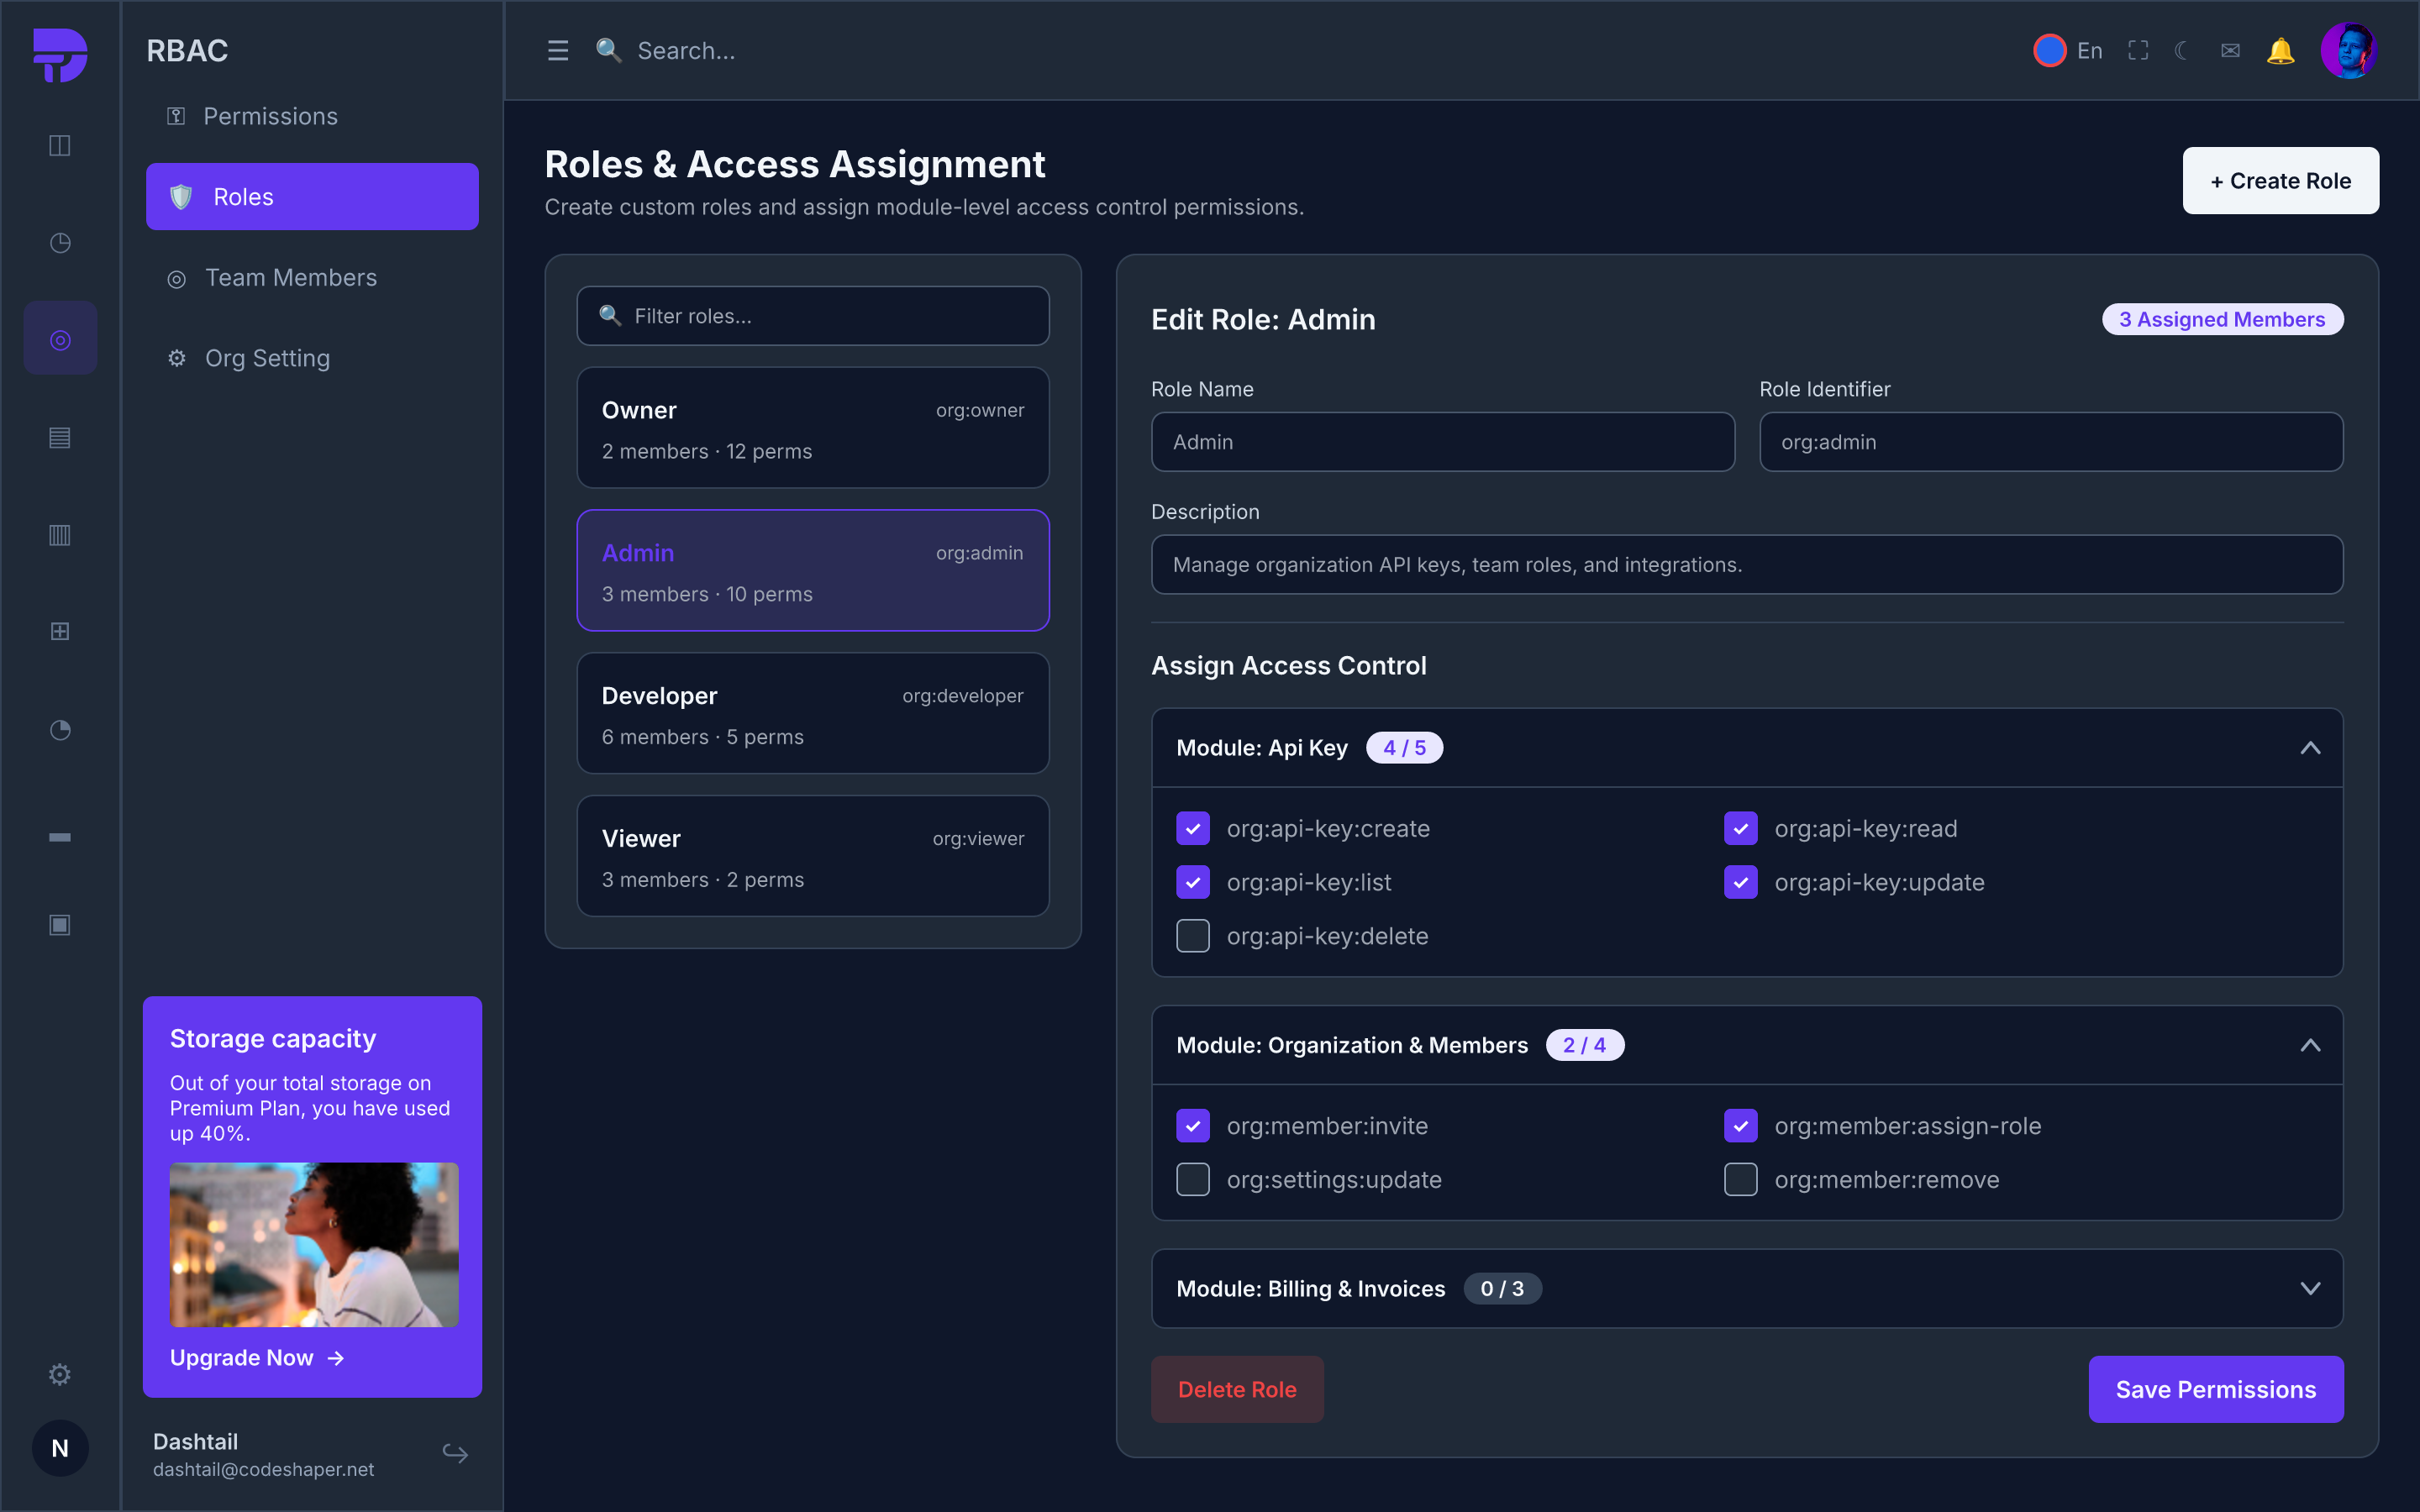 RBAC
Permissions
Roles
Team Members
Org Setting
Storage capacity
Out of your total storage on
Premium Plan, you have used
up 40%.
Upgrade Now →
N
Dashtail
dashtail@codeshaper.net
Search...
En
Roles & Access Assignment
Create custom roles and assign module-level access control permissions.
+ Create Role
Filter roles...
Owner org:owner
2 members · 12 perms
Admin org:admin
3 members · 10 perms
Developer org:developer
6 members · 5 perms
Viewer org:viewer
3 members · 2 perms
Edit Role: Admin
3 Assigned Members
Role Name
Role Identifier
Admin
org:admin
Description
Manage organization API keys, team roles, and integrations.
Assign Access Control
Module: Api Key 4 / 5
org:api-key:create
org:api-key:read
org:api-key:list
org:api-key:update
org:api-key:delete
Module: Organization & Members 2 / 4
org:member:invite
org:member:assign-role
org:settings:update
org:member:remove
Module: Billing & Invoices 0 / 3
Delete Role
Save Permissions